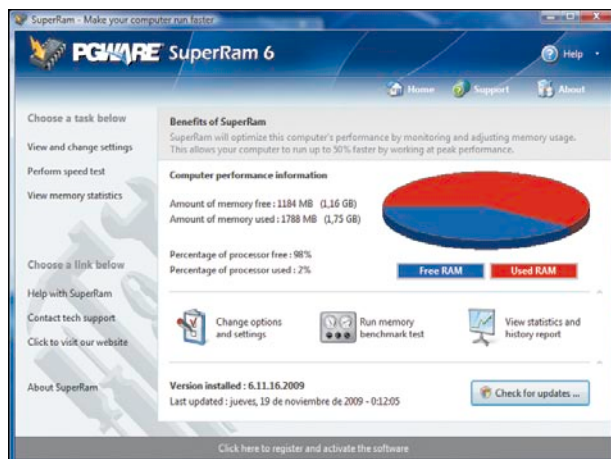 SuperRam - Make your computer run faster
PGWARE SuperRam 6
Help
Home Support About
Choose a task below
View and change settings
Perform speed test
View memory statistics
Choose a link below
Help with SuperRam
Contact tech support
Click to visit our website
About SuperRam
Benefits of SuperRam
SuperRam will optimize this computer's performance by monitoring and adjusting memory usage.
This allows your computer to run up to 50% faster by working at peak performance.
Computer performance information
Amount of memory free : 1184 MB (1,16 GB)
Amount of memory used : 1788 MB (1,75 GB)
Percentage of processor free : 98%
Percentage of processor used : 2%
Free RAM Used RAM
Change options
and settings
Run memory
benchmark test
View statistics and
history report
Version installed : 6.11.16.2009
Last updated : jueves, 19 de noviembre de 2009 - 0:12:05
Check for updates ...
Click here to register and activate the software